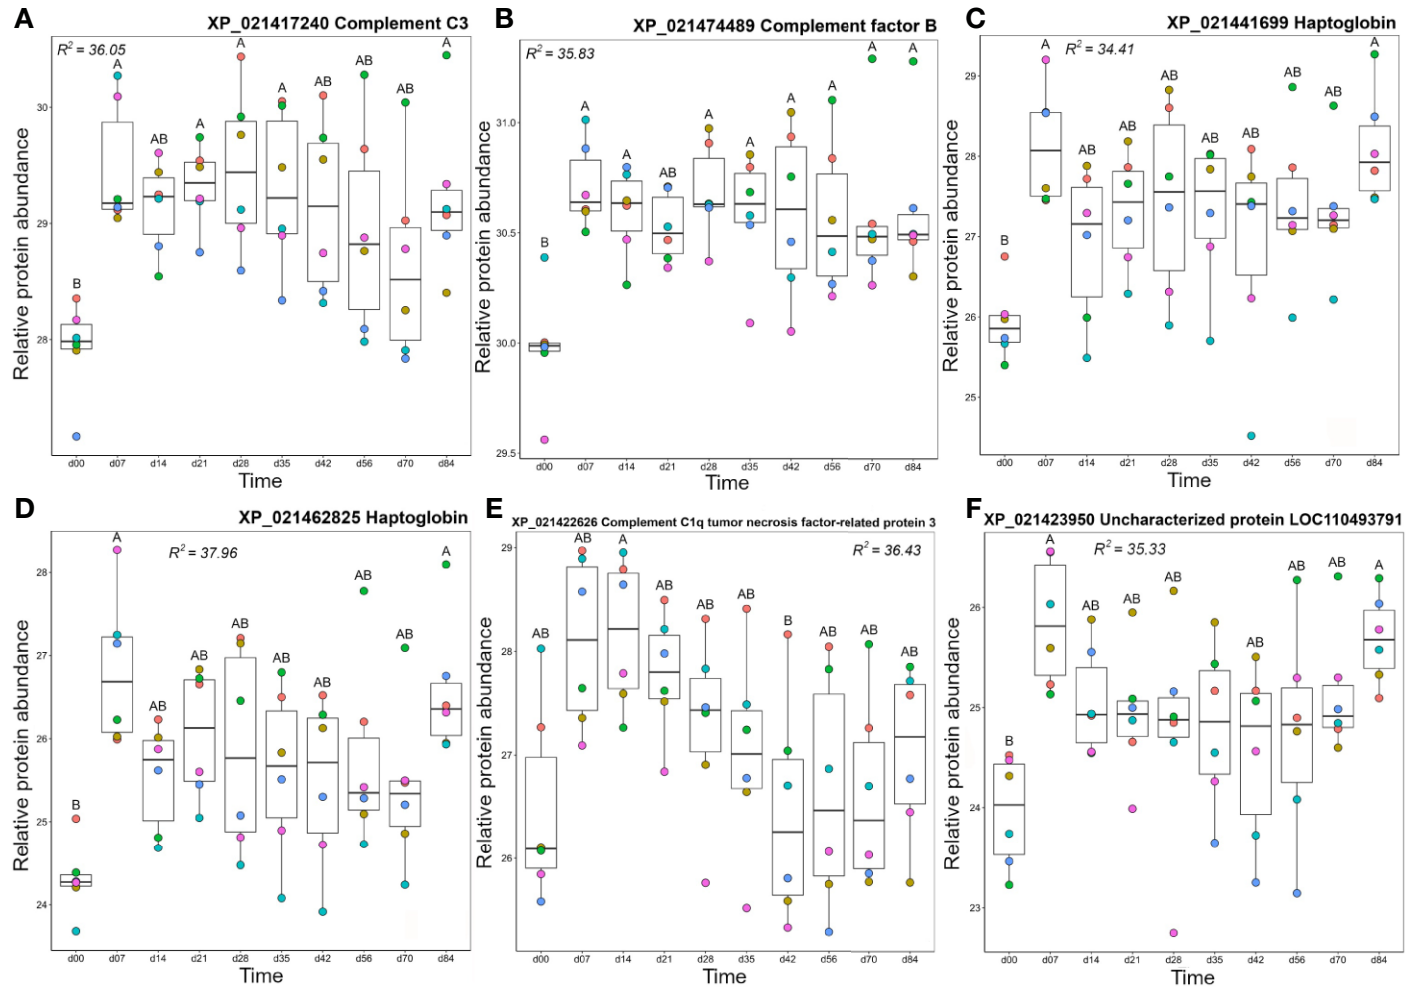 A
XP_021417240 Complement C3
R² = 36.05
Relative protein abundance
30
29
28
B
A
AB
A
A
A
AB
AB
AB
A
d00 d07 d14 d21 d28 d35 d42 d56 d70 d84
Time
B
XP_021474489 Complement factor B
R² = 35.83
Relative protein abundance
31.0
30.5
30.0
29.5
B
A
A
AB
A
A
A
A
A
A
d00 d07 d14 d21 d28 d35 d42 d56 d70 d84
Time
C
XP_021441699 Haptoglobin
R² = 34.41
Relative protein abundance
29
28
27
26
25
B
A
AB
AB
AB
AB
AB
AB
AB
A
d00 d07 d14 d21 d28 d35 d42 d56 d70 d84
Time
D
XP_021462825 Haptoglobin
R² = 37.96
Relative protein abundance
28
27
26
25
24
B
A
AB
AB
AB
AB
AB
AB
AB
A
d00 d07 d14 d21 d28 d35 d42 d56 d70 d84
Time
E
XP_021422626 Complement C1q tumor necrosis factor-related protein 3
R² = 36.43
Relative protein abundance
29
28
27
26
AB
AB
A
AB
AB
AB
B
AB
AB
AB
d00 d07 d14 d21 d28 d35 d42 d56 d70 d84
Time
F
XP_021423950 Uncharacterized protein LOC110493791
R² = 35.33
Relative protein abundance
26
25
24
23
B
A
AB
AB
AB
AB
AB
AB
AB
A
d00 d07 d14 d21 d28 d35 d42 d56 d70 d84
Time